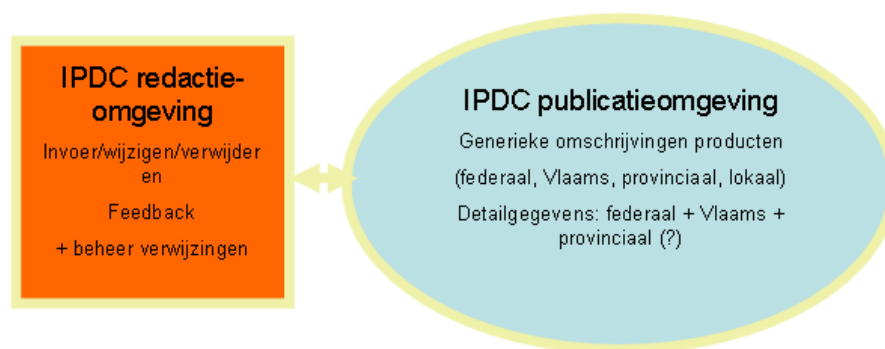 IPDC redactie-
omgeving
Invoer/wijzigen/verwijder
en
Feedback
+ beheer verwijzingen
IPDC publicatieomgeving
Generieke omschrijvingen producten
(federaal, Vlaams, provinciaal, lokaal)
Detailgegevens: federaal + Vlaams +
provinciaal (?)